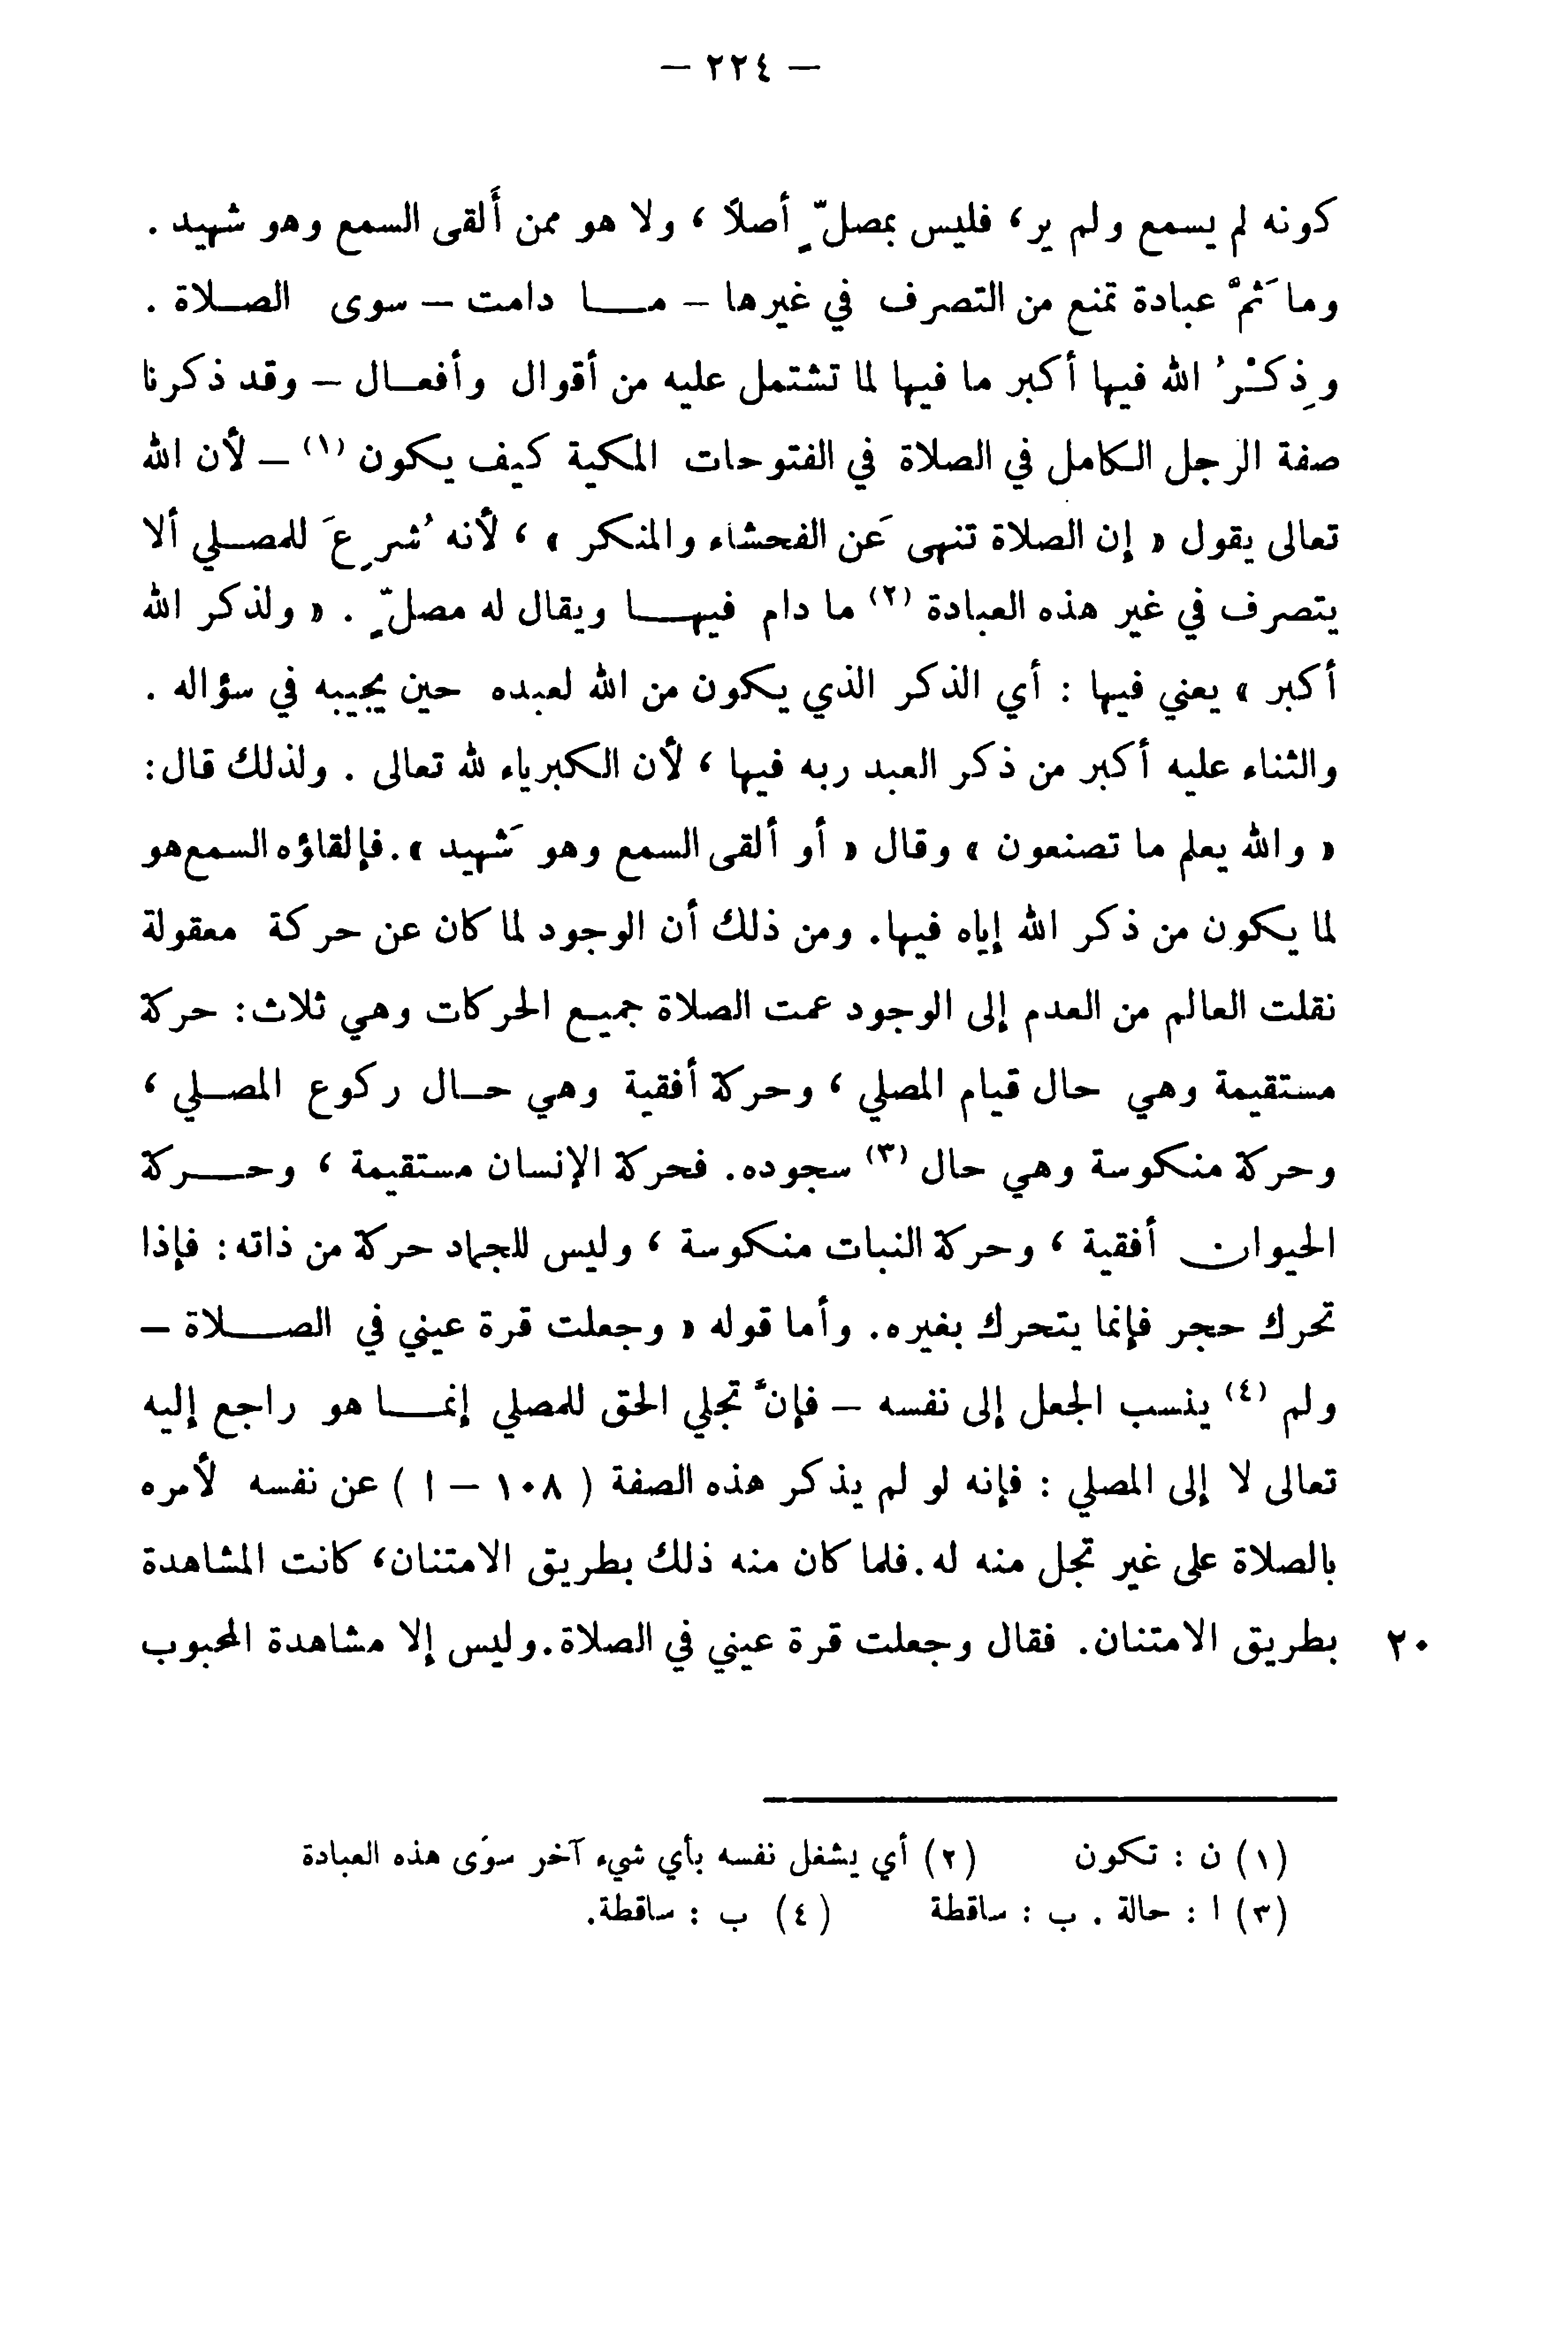 — ٢٢٤ —
كونه لم يسمع ولم ير، فليس بمصلٍّ أصلاً، ولا هو ممن أَلقى السمع وهو شهيد .
وما ثَمَّ عبادة تمنع من التصرف في غيرها – مـا دامت – سوى الصـلاة .
وذِكْرُ الله فيها أكبر ما فيها لما تشتمل عليه من أقوال وأفعـال – وقد ذكرنا
صفة الرجل الكامل في الصلاة في الفتوحات المكية كيف يكون (١) – لأن الله
تعالى يقول « إن الصلاة تنهى عَن الفحشاء والمنكر » ، لأنه شُرِعَ للمصـلي ألا
يتصرف في غير هذه العبادة (٢) ما دام فيهـا ويقال له مصلٍّ . « ولذكر الله
أكبر » يعني فيها : أي الذكر الذي يكون من الله لعبده حين يجيبه في سؤاله .
والثناء عليه أكبر من ذكر العبد ربه فيها ، لأن الكبرياء لله تعالى . ولذلك قال:
« والله يعلم ما تصنعون » وقال « أو ألقى السمع وهو شَهيد ».فإلقاؤه السمع هو
لما يكون من ذكر الله إياه فيها. ومن ذلك أن الوجود لما كان عن حركة معقولة
نقلت العالم من العدم إلى الوجود عمت الصلاة جميع الحركات وهي ثلاث: حركة
مستقيمة وهي حال قيام المصلي ، وحركة أفقية وهي حـال ركوع المصـلي ،
وحركة منكوسة وهي حال (٣) سجوده. فحركة الإنسان مستقيمة ، وحـركة
الحيوان أفقية ، وحركة النبات منكوسة ، وليس للجماد حركة من ذاته: فإذا
تحرك حجر فإنما يتحرك بغيره. وأما قوله « وجعلت قرة عيني في الصـلاة –
ولم (٤) ينسب الجعل إلى نفسه – فإنَّ تجلي الحق للمصلي إنمـا هو راجع إليه
تعالى لا إلى المصلي : فإنه لو لم يذكر هذه الصفة ( ١٠٨ – ا ) عن نفسه لأمره
بالصلاة على غير تجل منه له.فلما كان منه ذلك بطريق الامتنان، كانت المشاهدة
٢٠ بطريق الامتنان. فقال وجعلت قرة عيني في الصلاة.وليس إلا مشاهدة المحبوب
(١) ن : تكون (٢) أي يشغل نفسه بأي شيء آخر سوَى هذه العبادة
(٣) ا : حالة . ب : ساقطة (٤) ب : ساقطة.